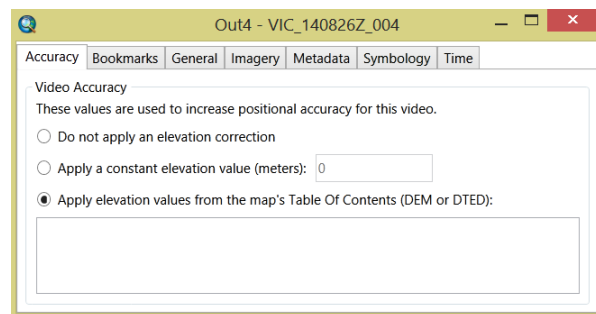 Out4 - VIC_140826Z_004
Accuracy Bookmarks General Imagery Metadata Symbology Time
Video Accuracy
These values are used to increase positional accuracy for this video.
Do not apply an elevation correction
Apply a constant elevation value (meters): 0
Apply elevation values from the map's Table Of Contents (DEM or DTED):